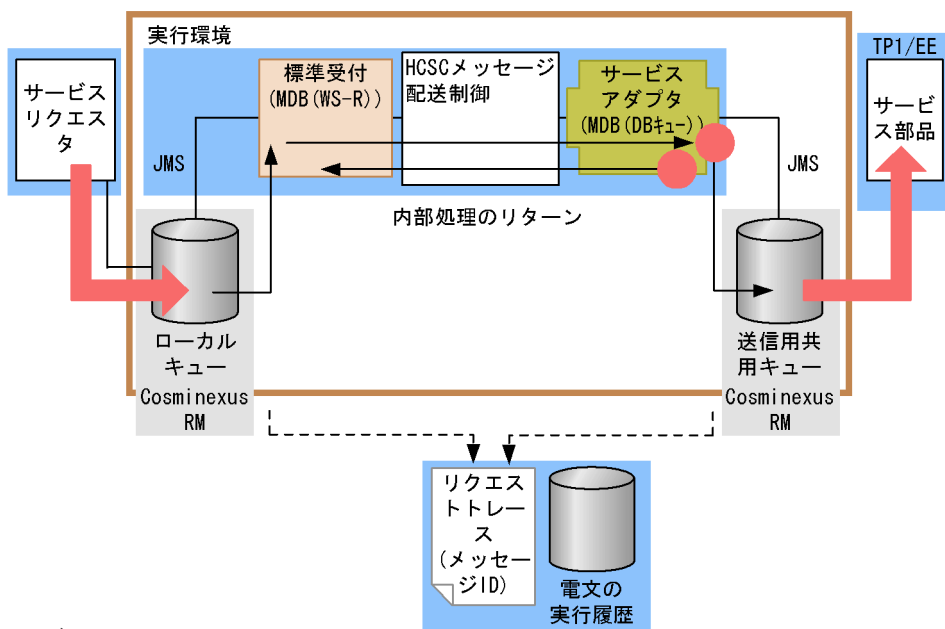 実行環境
TP1/EE
サービス
リクエス
タ
標準受付
(MDB(WS-R))
HCSCメッセージ
配送制御
サービス
アダプタ
(MDB(DBキュー))
サービ
ス部品
JMS
JMS
内部処理のリターン
ローカル
キュー
Cosminexus
RM
送信用共
用キュー
Cosminexus
RM
リクエス
トトレー
ス
(メッセー
ジID)
電文の
実行履歴